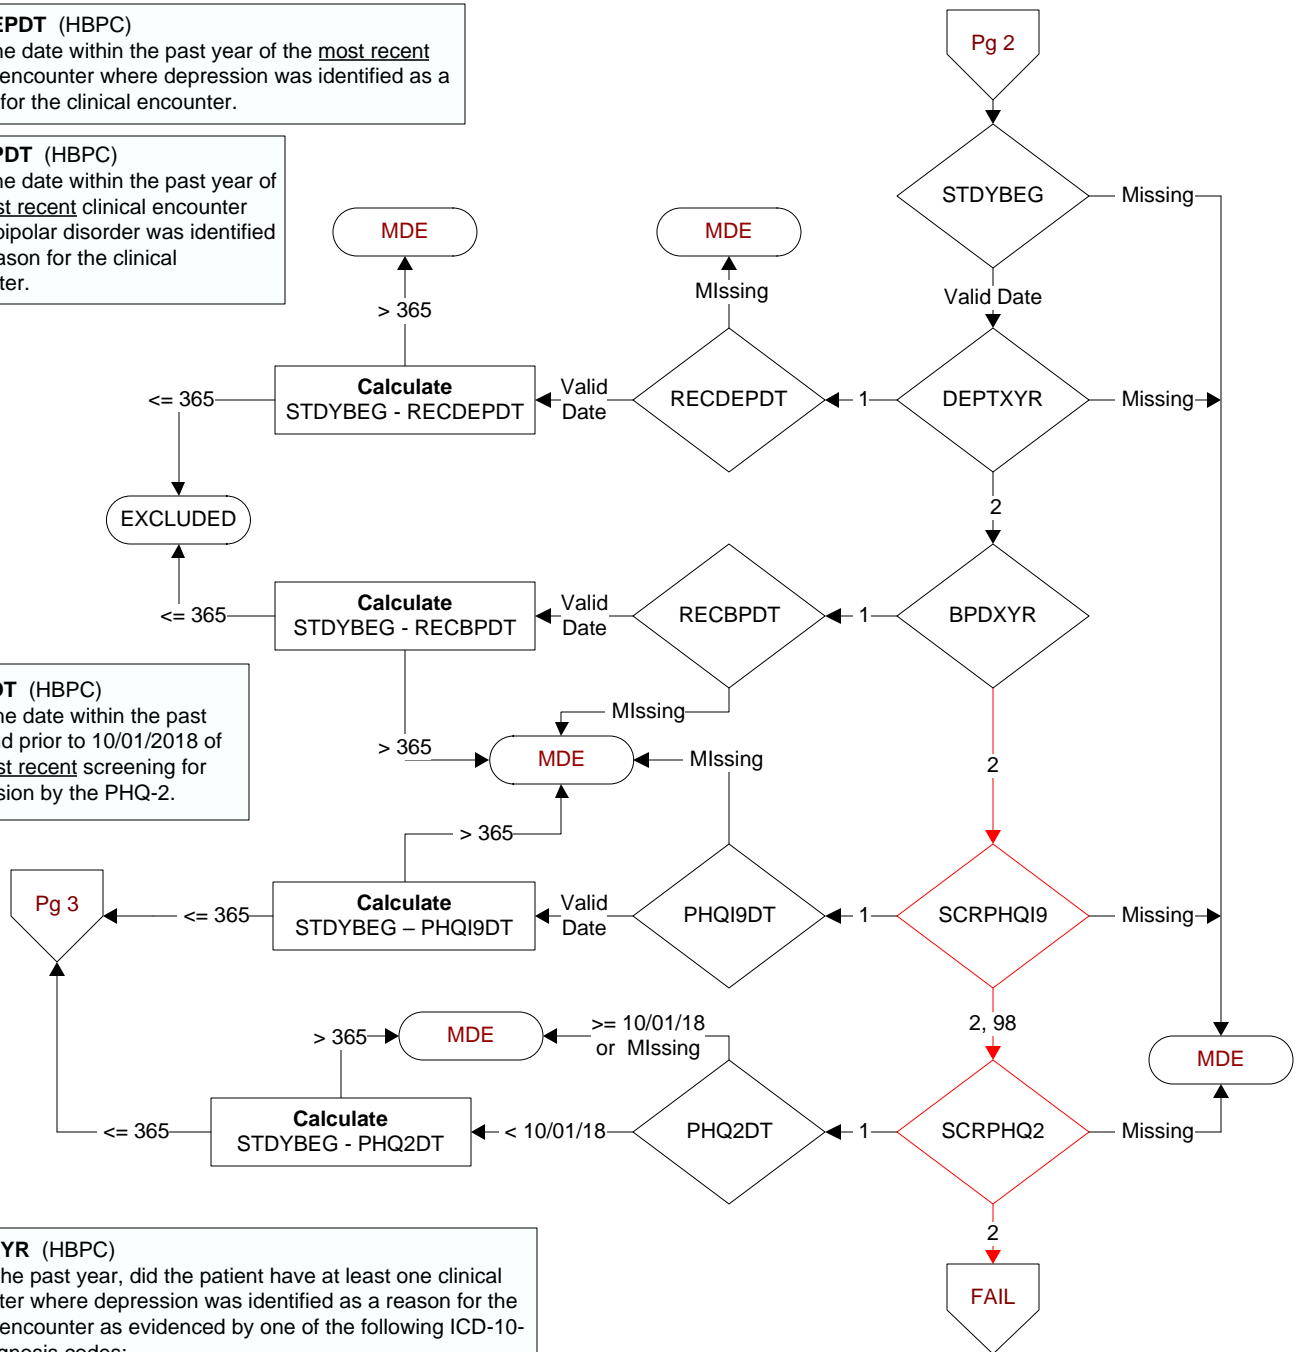 EPDT (HBPC)
ne date within the past year of the most recent
encounter where depression was identified as a
for the clinical encounter.
PDT (HBPC)
ne date within the past year of
st recent clinical encounter
bipolar disorder was identified
ason for the clinical
ter.
Pg 2
STDYBEG
Missing
Valid Date
MDE
MDE
> 365
MIssing
<= 365
Calculate
STDYBEG - RECDEPDT
Valid
Date
RECDEPDT
1
DEPTXYR
Missing
EXCLUDED
2
<= 365
Calculate
STDYBEG - RECBPDT
Valid
Date
RECBPDT
1
BPDXYR
DT (HBPC)
ne date within the past
nd prior to 10/01/2018 of
st recent screening for
sion by the PHQ-2.
MIssing
> 365
MDE
MIssing
2
> 365
Pg 3
<= 365
Calculate
STDYBEG – PHQI9DT
Valid
Date
PHQI9DT
1
SCRPHQI9
Missing
2, 98
> 365
MDE
>= 10/01/18
or MIssing
MDE
<= 365
Calculate
STDYBEG - PHQ2DT
< 10/01/18
PHQ2DT
1
SCRPHQ2
Missing
2
FAIL
YR (HBPC)
the past year, did the patient have at least one clinical
ter where depression was identified as a reason for the
encounter as evidenced by one of the following ICD-10-
gnosis codes: